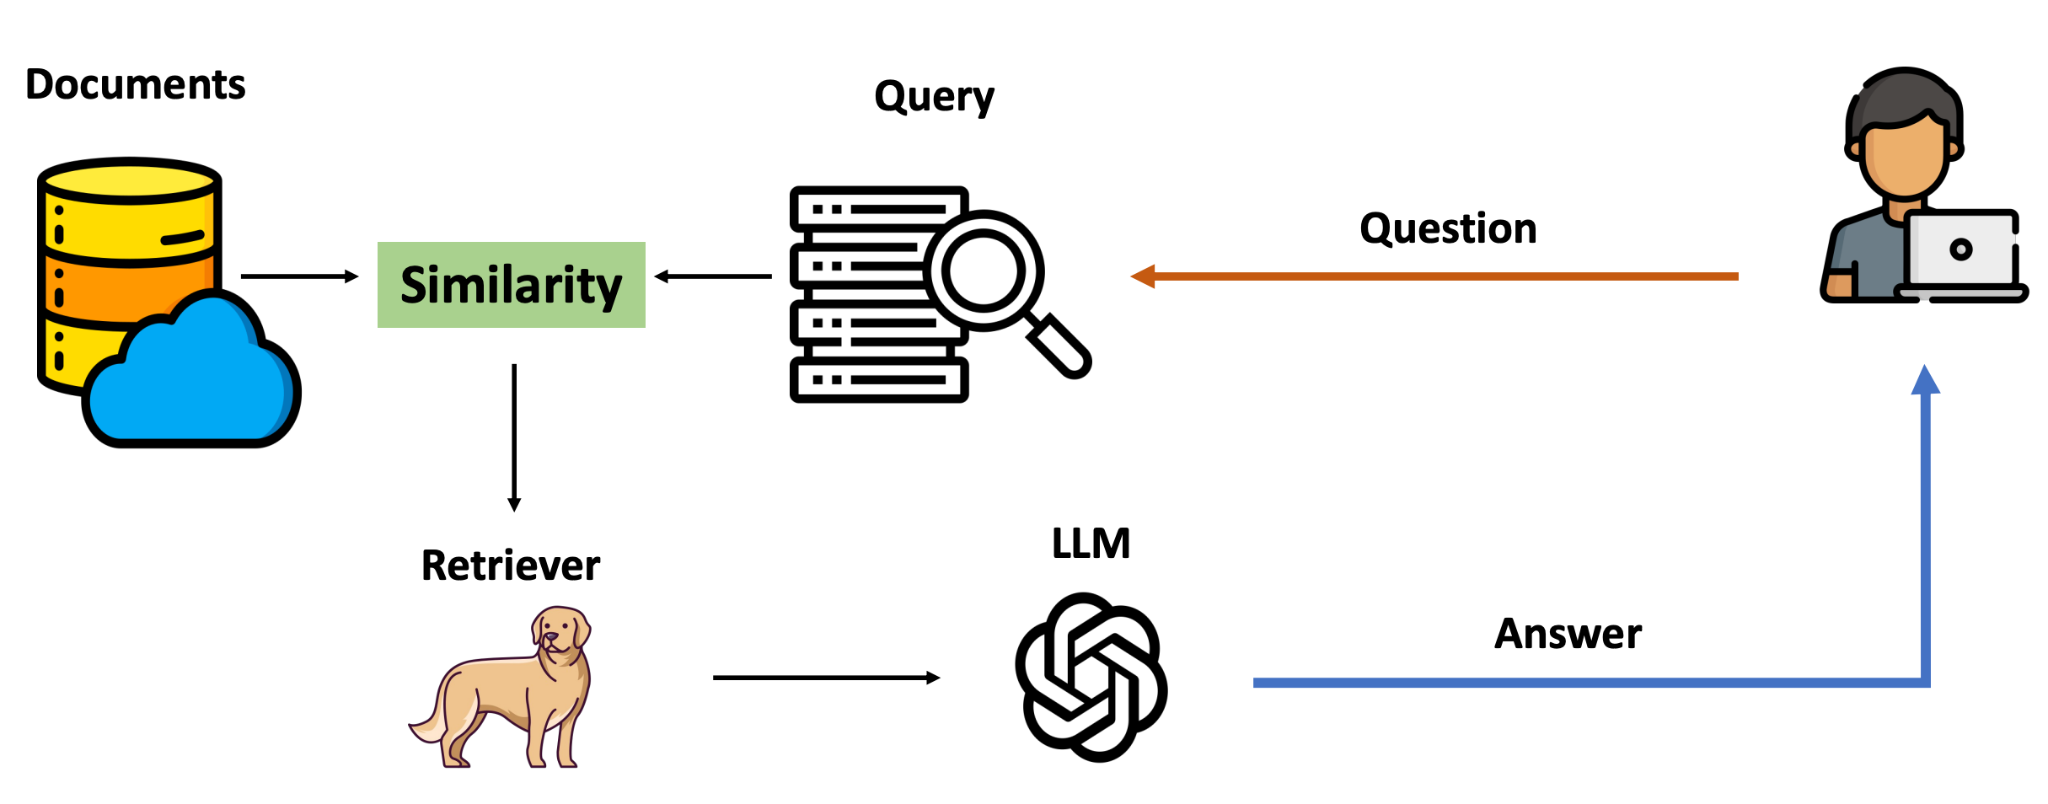 Documents
Query
Question
Similarity
Retriever
LLM
Answer